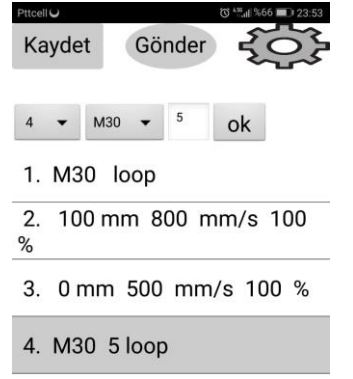 Pttcell %66 23:53
Kaydet Gönder
4 M30 5 ok
1. M30 loop
2. 100 mm 800 mm/s 100
%
3. 0 mm 500 mm/s 100 %
4. M30 5 loop